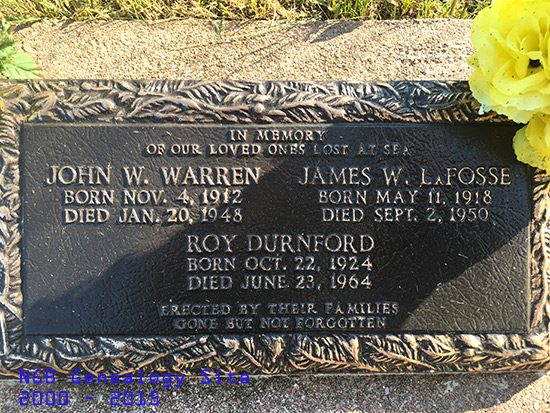 IN MEMORY
OF OUR LOVED ONES LOST AT SEA
JOHN W. WARREN
BORN NOV. 4, 1912
DIED JAN. 20, 1948
JAMES W. LAFOSSE
BORN MAY 11, 1918
DIED SEPT. 2, 1950
ROY DURNFORD
BORN OCT. 22, 1924
DIED JUNE 23, 1964
ERECTED BY THEIR FAMILIES
GONE BUT NOT FORGOTTEN
NGB Genealogy Site
2000 - 2015